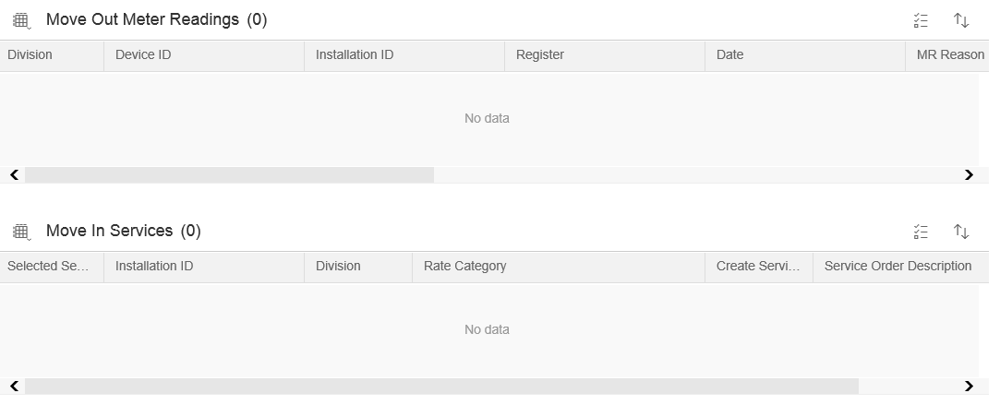 Move Out Meter Readings (0)
Division Device ID Installation ID Register Date MR Reason
No data
Move In Services (0)
Selected Se... Installation ID Division Rate Category Create Servi... Service Order Description
No data